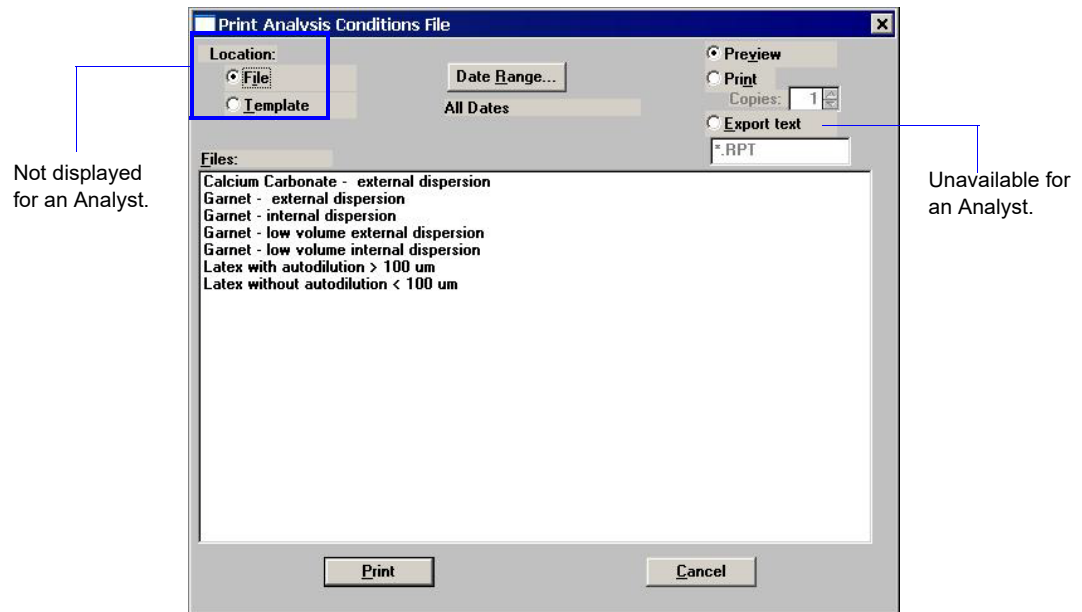 Print Analysis Conditions File
Location:
File
Template
Date Range...
All Dates
Preview
Print
Copies: 1
Export text
*.RPT
Not displayed
for an Analyst.
Unavailable for
an Analyst.
Files:
Calcium Carbonate - external dispersion
Garnet - external dispersion
Garnet - internal dispersion
Garnet - low volume external dispersion
Garnet - low volume internal dispersion
Latex with autodilution > 100 um
Latex without autodilution < 100 um
Print
Cancel